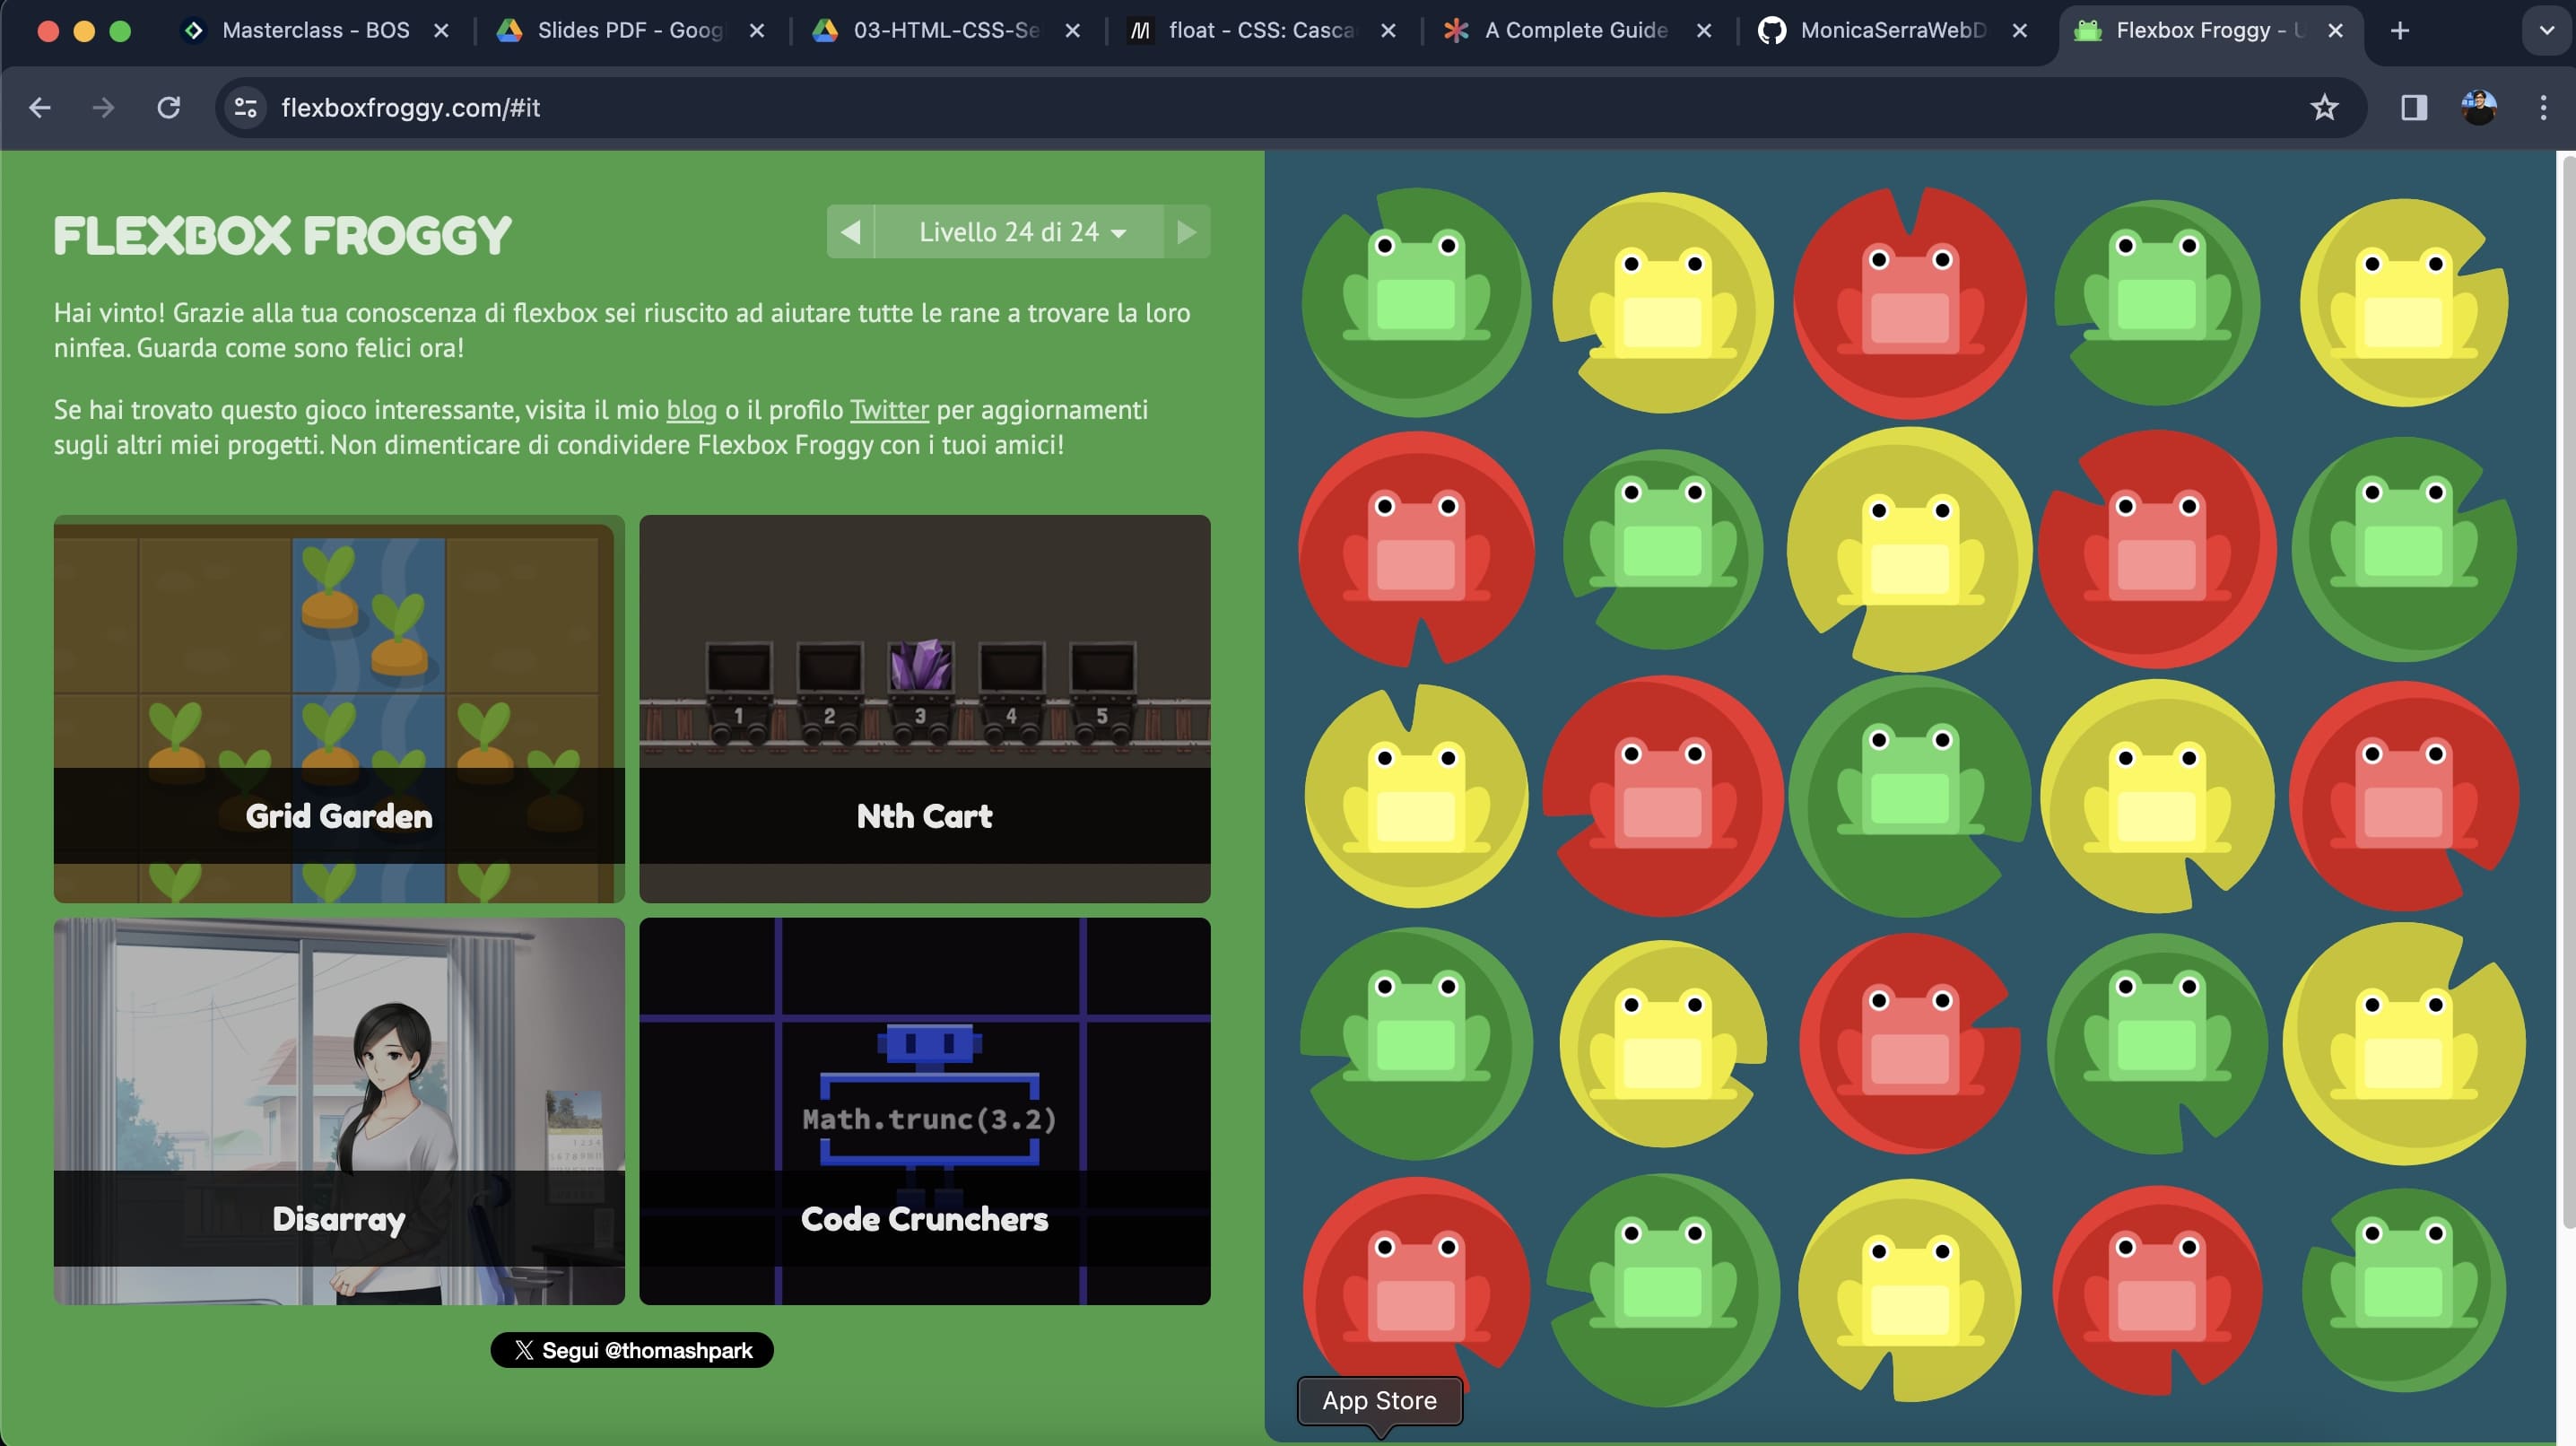 Masterclass - BOS
Slides PDF - Goog
03-HTML-CSS-Se
float - CSS: Casca
A Complete Guide
MonicaSerraWebD
Flexbox Froggy - U
flexboxfroggy.com/#it
FLEXBOX FROGGY
Livello 24 di 24
Hai vinto! Grazie alla tua conoscenza di flexbox sei riuscito ad aiutare tutte le rane a trovare la loro
ninfea. Guarda come sono felici ora!
Se hai trovato questo gioco interessante, visita il mio blog o il profilo Twitter per aggiornamenti
sugli altri miei progetti. Non dimenticare di condividere Flexbox Froggy con i tuoi amici!
1 2 3 4 5
Grid Garden
Nth Cart
Math.trunc(3.2)
Disarray
Code Crunchers
Segui @thomashpark
App Store